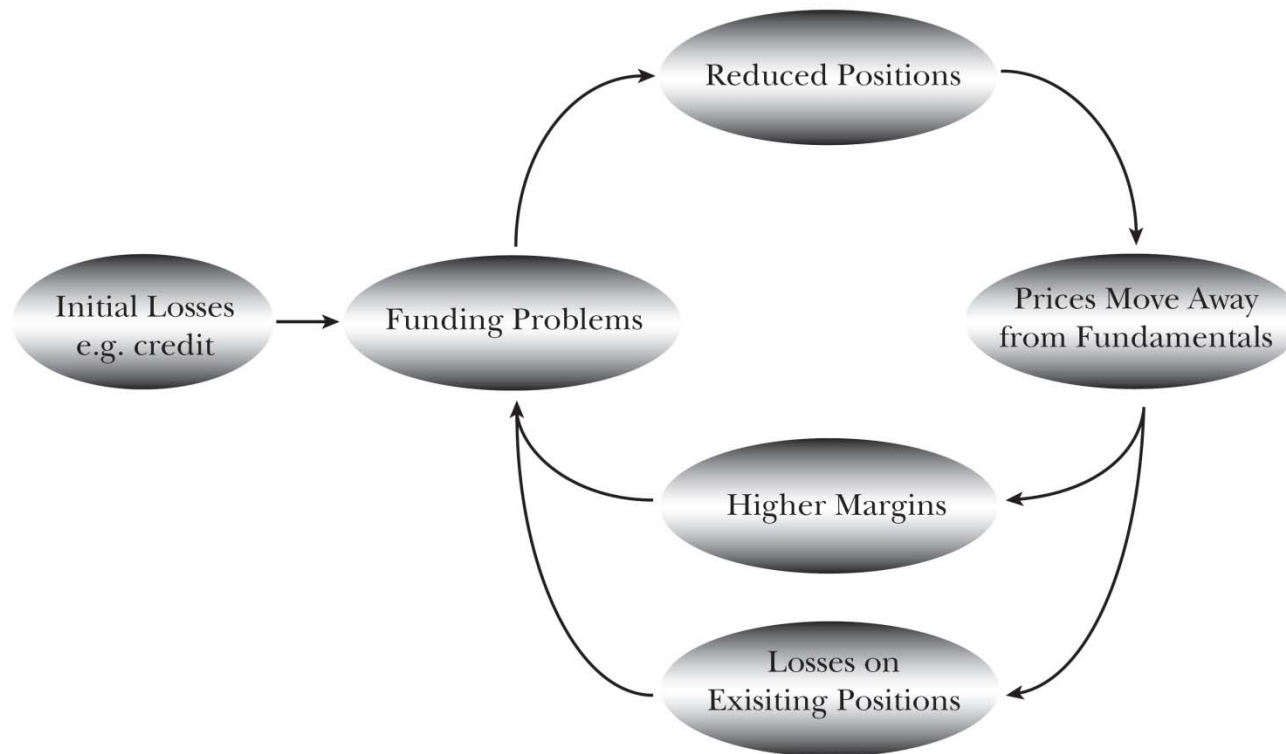 Reduced Positions
Initial Losses
e.g. credit
Funding Problems
Prices Move Away
from Fundamentals
Higher Margins
Losses on
Exisiting Positions